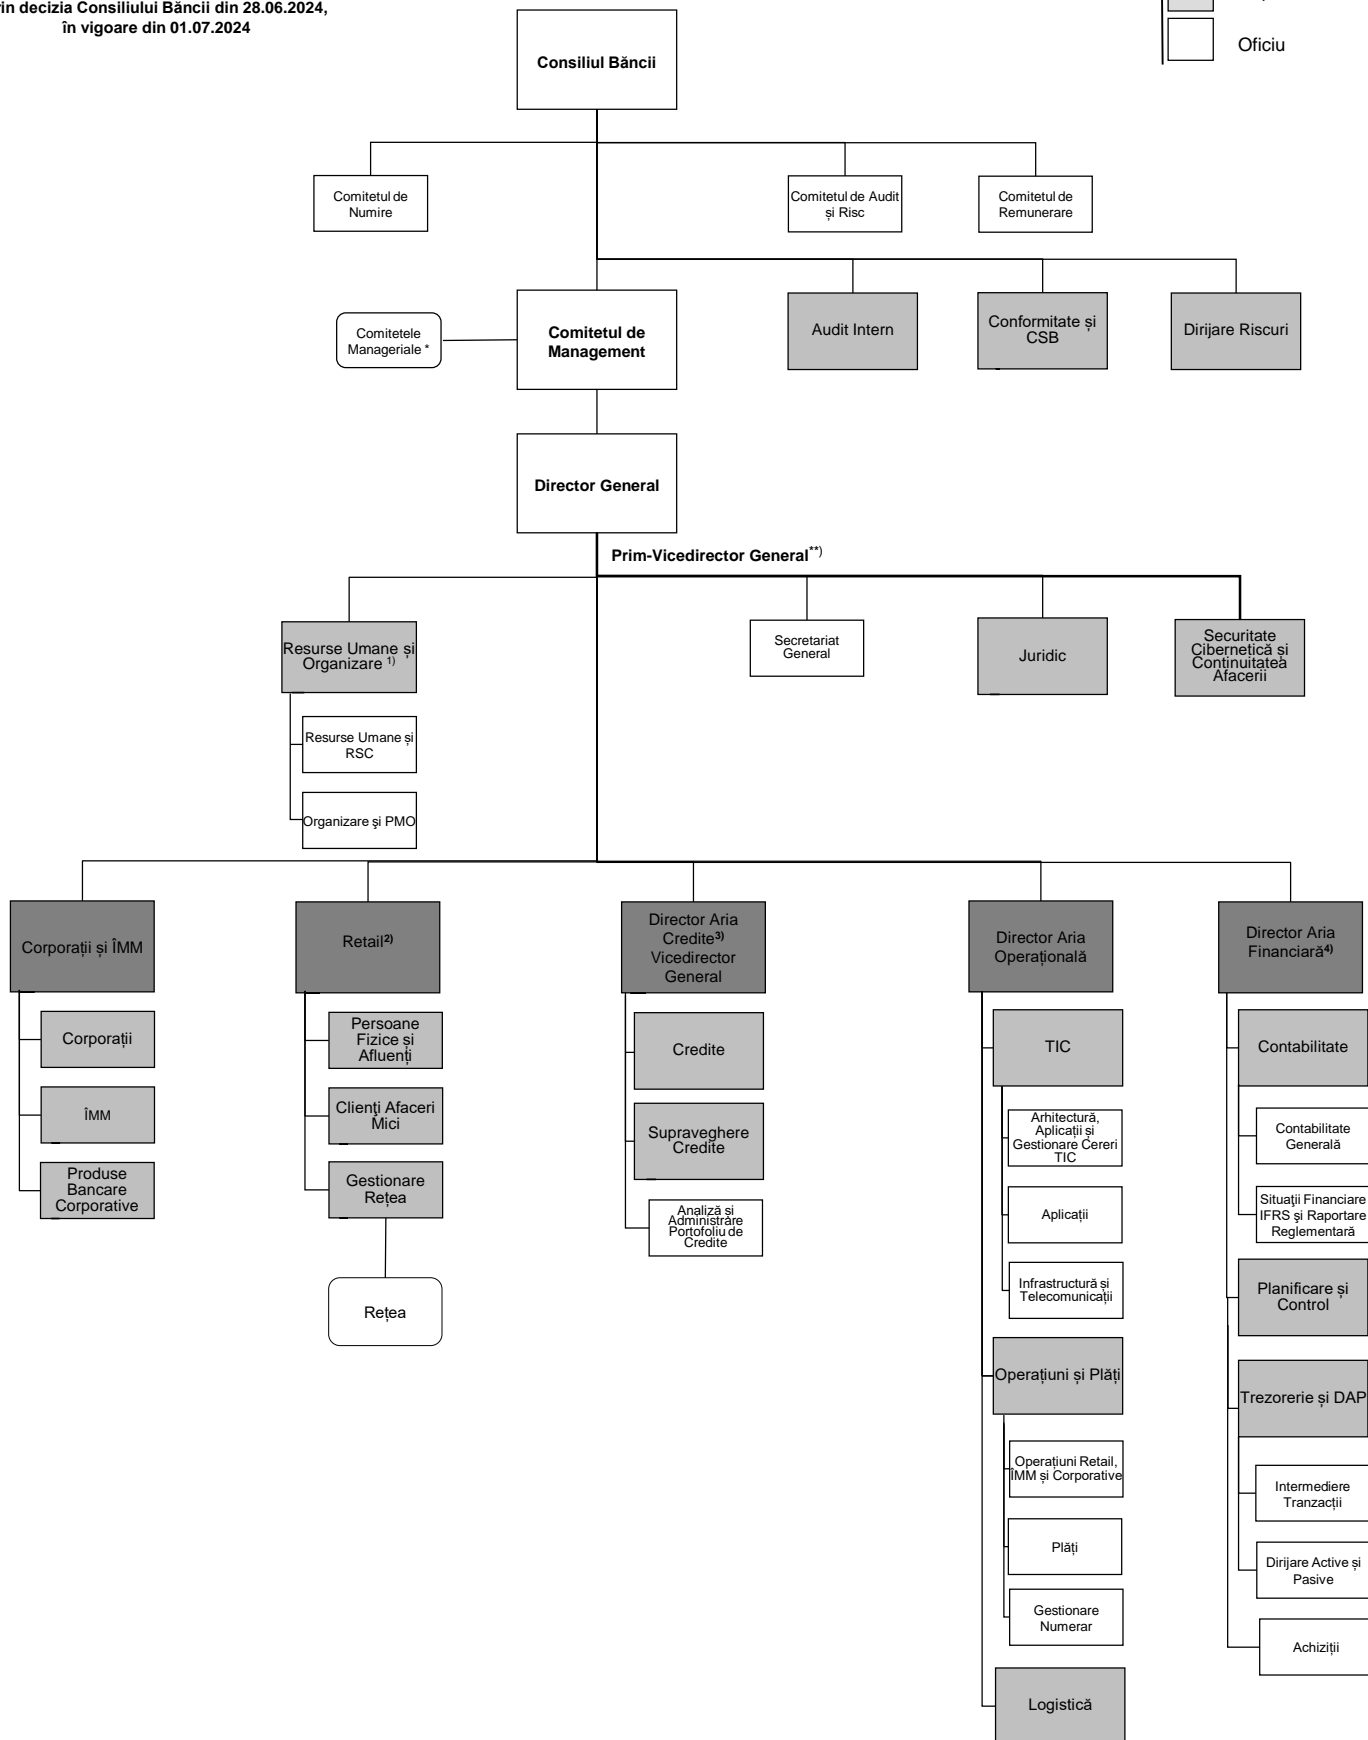 rin decizia Consiliului Băncii din 28.06.2024,
în vigoare din 01.07.2024
Oficiu
Consiliul Băncii
Comitetul de
Numire
Comitetul de Audit
și Risc
Comitetul de
Remunerare
Comitetele
Manageriale *
Comitetul de
Management
Audit Intern
Conformitate și
CSB
Dirijare Riscuri
Director General
Prim-Vicedirector General**)
Resurse Umane și
Organizare 1)
Secretariat
General
Juridic
Securitate
Cibernetică și
Continuitatea
Afacerii
Resurse Umane și
RSC
Organizare şi PMO
Corporații și ÎMM
Retail2)
Director Aria
Credite3)
Vicedirector
General
Director Aria
Operațională
Director Aria
Financiară4)
Corporații
ÎMM
Produse
Bancare
Corporative
Persoane
Fizice și
Afluenți
Clienţi Afaceri
Mici
Gestionare
Rețea
Rețea
Credite
Supraveghere
Credite
Analiză și
Administrare
Portofoliu de
Credite
TIC
Arhitectură,
Aplicații și
Gestionare Cereri
TIC
Aplicații
Infrastructură și
Telecomunicații
Operațiuni și Plăți
Operațiuni Retail,
ÎMM și Corporative
Plăți
Gestionare
Numerar
Logistică
Contabilitate
Contabilitate
Generală
Situaţii Financiare
IFRS şi Raportare
Reglementară
Planificare și
Control
Trezorerie și DAP
Intermediere
Tranzacții
Dirijare Active și
Pasive
Achiziții